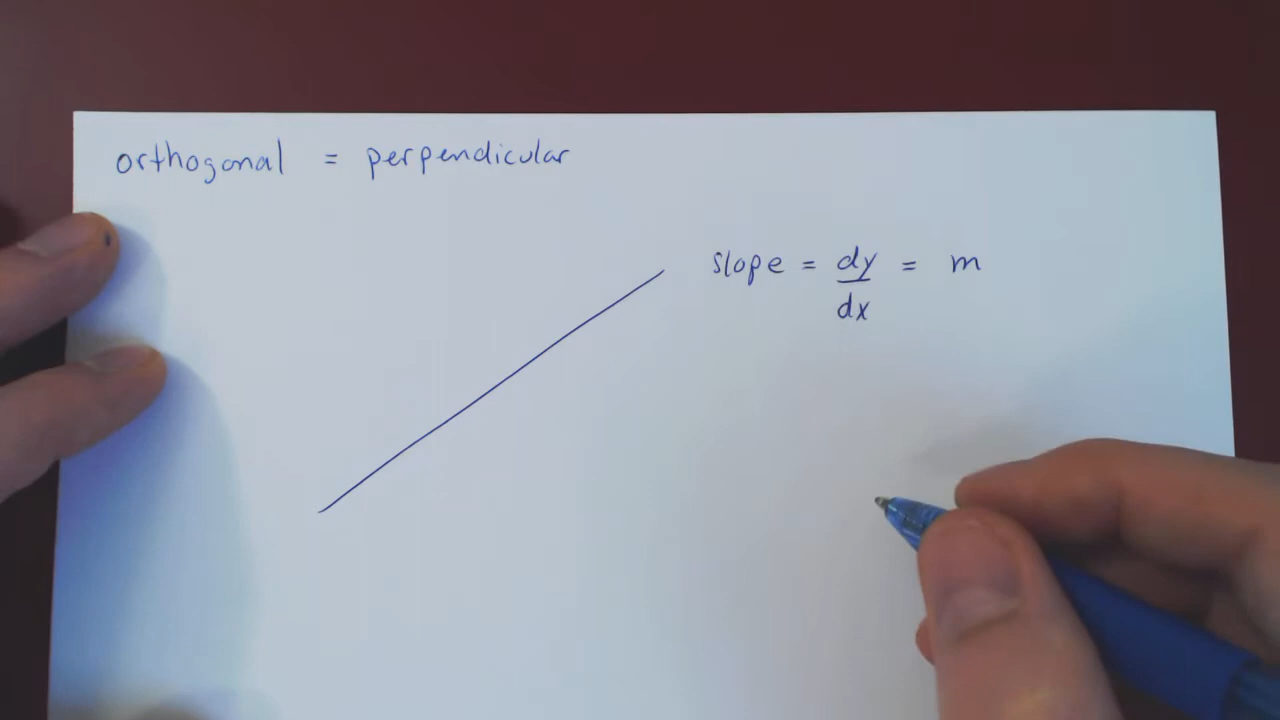 orthogonal = perpendicular
slope = dy/dx = m